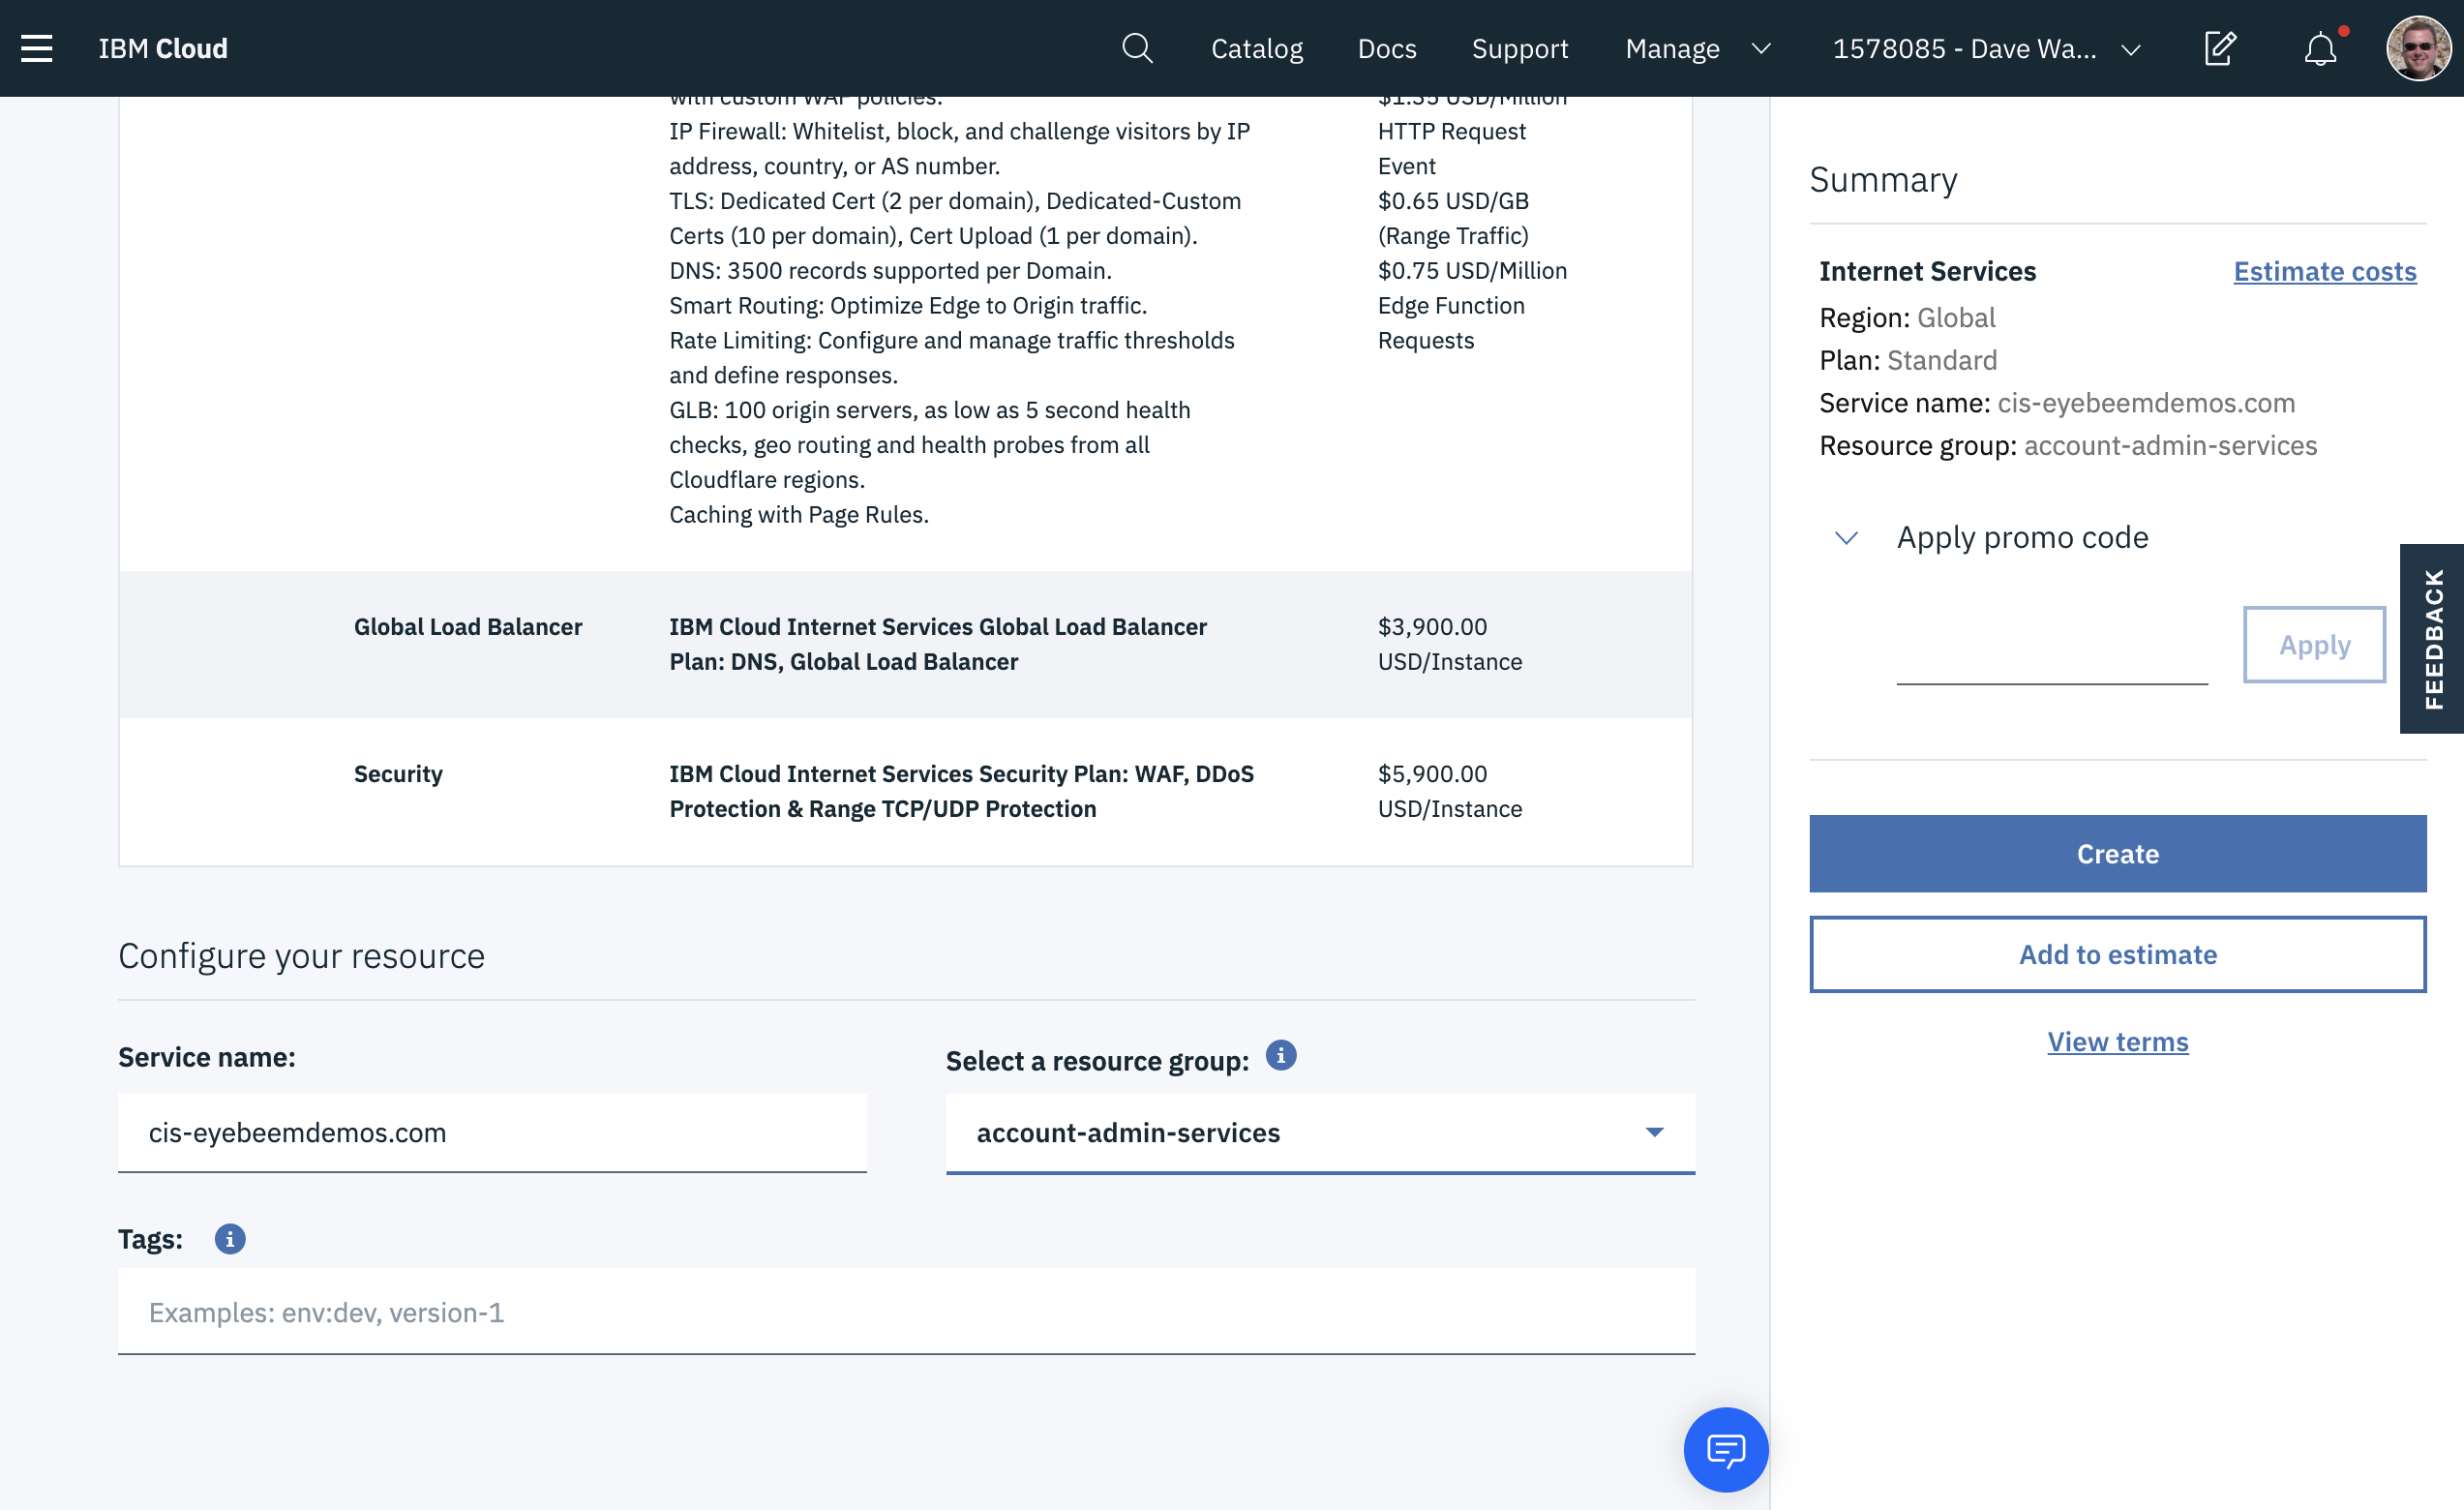 IBM Cloud
Catalog
Docs
Support
Manage
1578085 - Dave Wa...
with custom WAF policies.
IP Firewall: Whitelist, block, and challenge visitors by IP
address, country, or AS number.
TLS: Dedicated Cert (2 per domain), Dedicated-Custom
Certs (10 per domain), Cert Upload (1 per domain).
DNS: 3500 records supported per Domain.
Smart Routing: Optimize Edge to Origin traffic.
Rate Limiting: Configure and manage traffic thresholds
and define responses.
GLB: 100 origin servers, as low as 5 second health
checks, geo routing and health probes from all
Cloudflare regions.
Caching with Page Rules.
$1.35 USD/Million
HTTP Request
Event
$0.65 USD/GB
(Range Traffic)
$0.75 USD/Million
Edge Function
Requests
Global Load Balancer
IBM Cloud Internet Services Global Load Balancer
Plan: DNS, Global Load Balancer
$3,900.00
USD/Instance
Security
IBM Cloud Internet Services Security Plan: WAF, DDoS
Protection & Range TCP/UDP Protection
$5,900.00
USD/Instance
Configure your resource
Service name:
cis-eyebeemdemos.com
Select a resource group:
account-admin-services
Tags:
Examples: env:dev, version-1
Summary
Internet Services
Estimate costs
Region: Global
Plan: Standard
Service name: cis-eyebeemdemos.com
Resource group: account-admin-services
Apply promo code
Apply
FEEDBACK
Create
Add to estimate
View terms